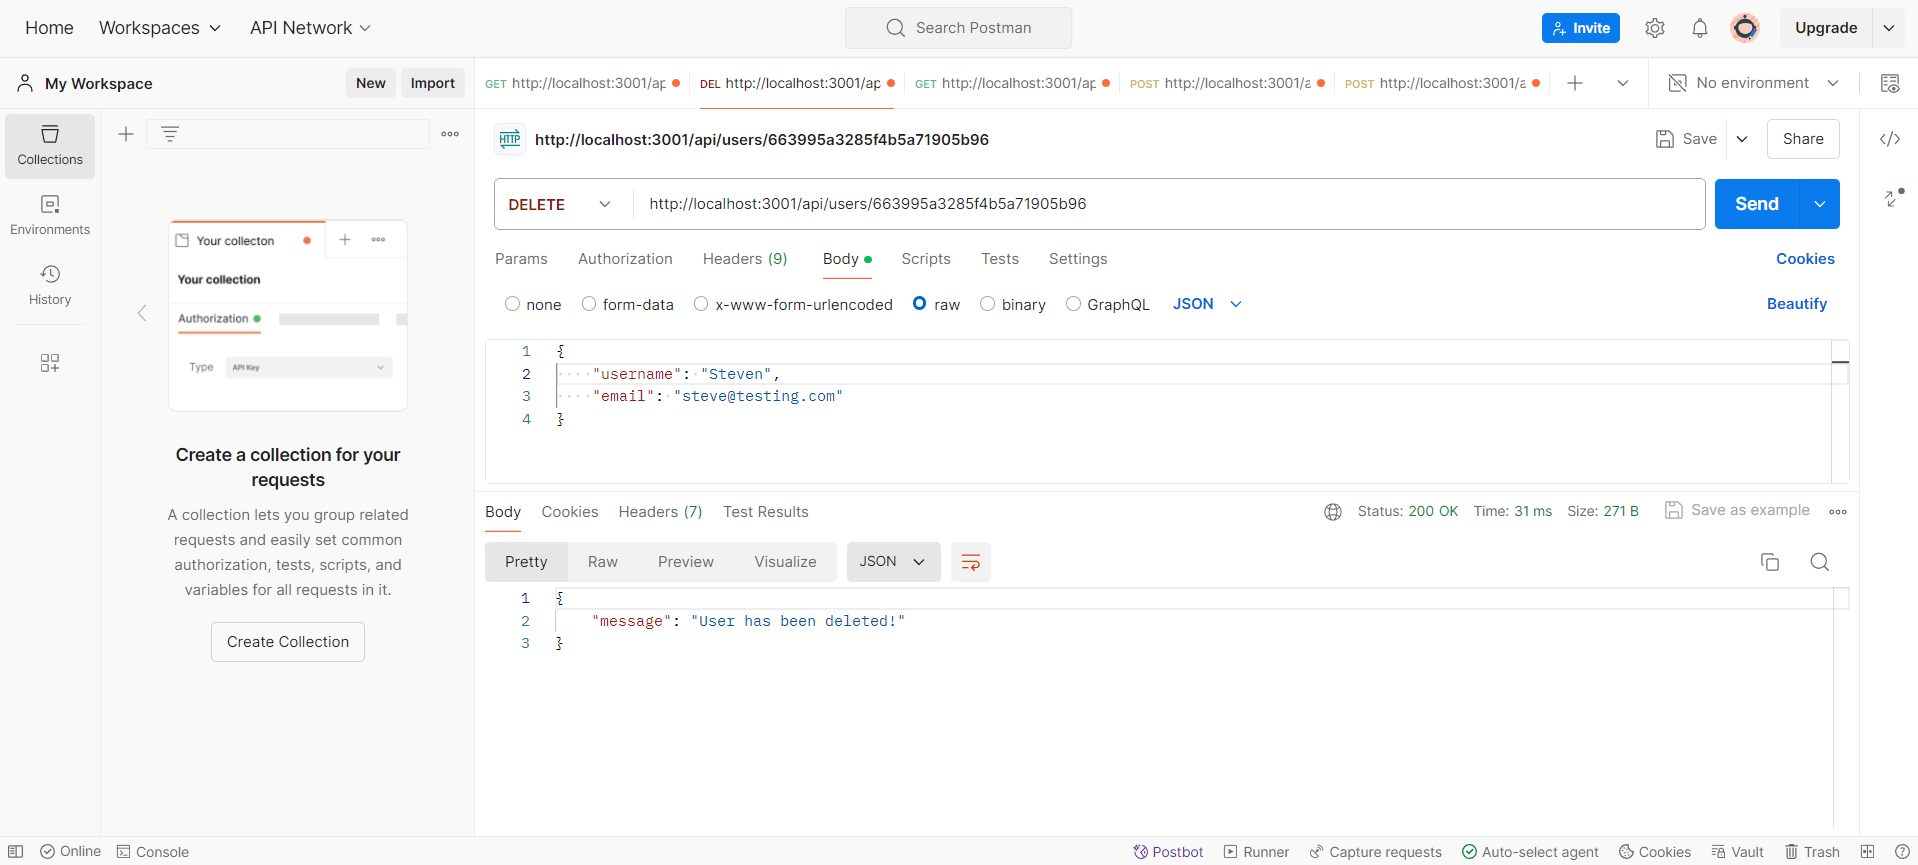 Home
Workspaces
API Network
Search Postman
Invite
Upgrade
My Workspace
New
Import
GET http://localhost:3001/ap
DEL http://localhost:3001/ap
GET http://localhost:3001/ap
POST http://localhost:3001/a
POST http://localhost:3001/a
No environment
Collections
Environments
History
Your collecton
Your collection
Authorization
Type
API Key
Create a collection for your
requests
A collection lets you group related
requests and easily set common
authorization, tests, scripts, and
variables for all requests in it.
Create Collection
HTTP
http://localhost:3001/api/users/663995a3285f4b5a71905b96
Save
Share
DELETE
http://localhost:3001/api/users/663995a3285f4b5a71905b96
Send
Params
Authorization
Headers (9)
Body
Scripts
Tests
Settings
Cookies
none
form-data
x-www-form-urlencoded
raw
binary
GraphQL
JSON
Beautify
1 {
2 "username": "Steven",
3 "email": "steve@testing.com"
4 }
Body
Cookies
Headers (7)
Test Results
Status: 200 OK
Time: 31 ms
Size: 271 B
Save as example
Pretty
Raw
Preview
Visualize
JSON
1 {
2 "message": "User has been deleted!"
3 }
Online
Console
Postbot
Runner
Capture requests
Auto-select agent
Cookies
Vault
Trash